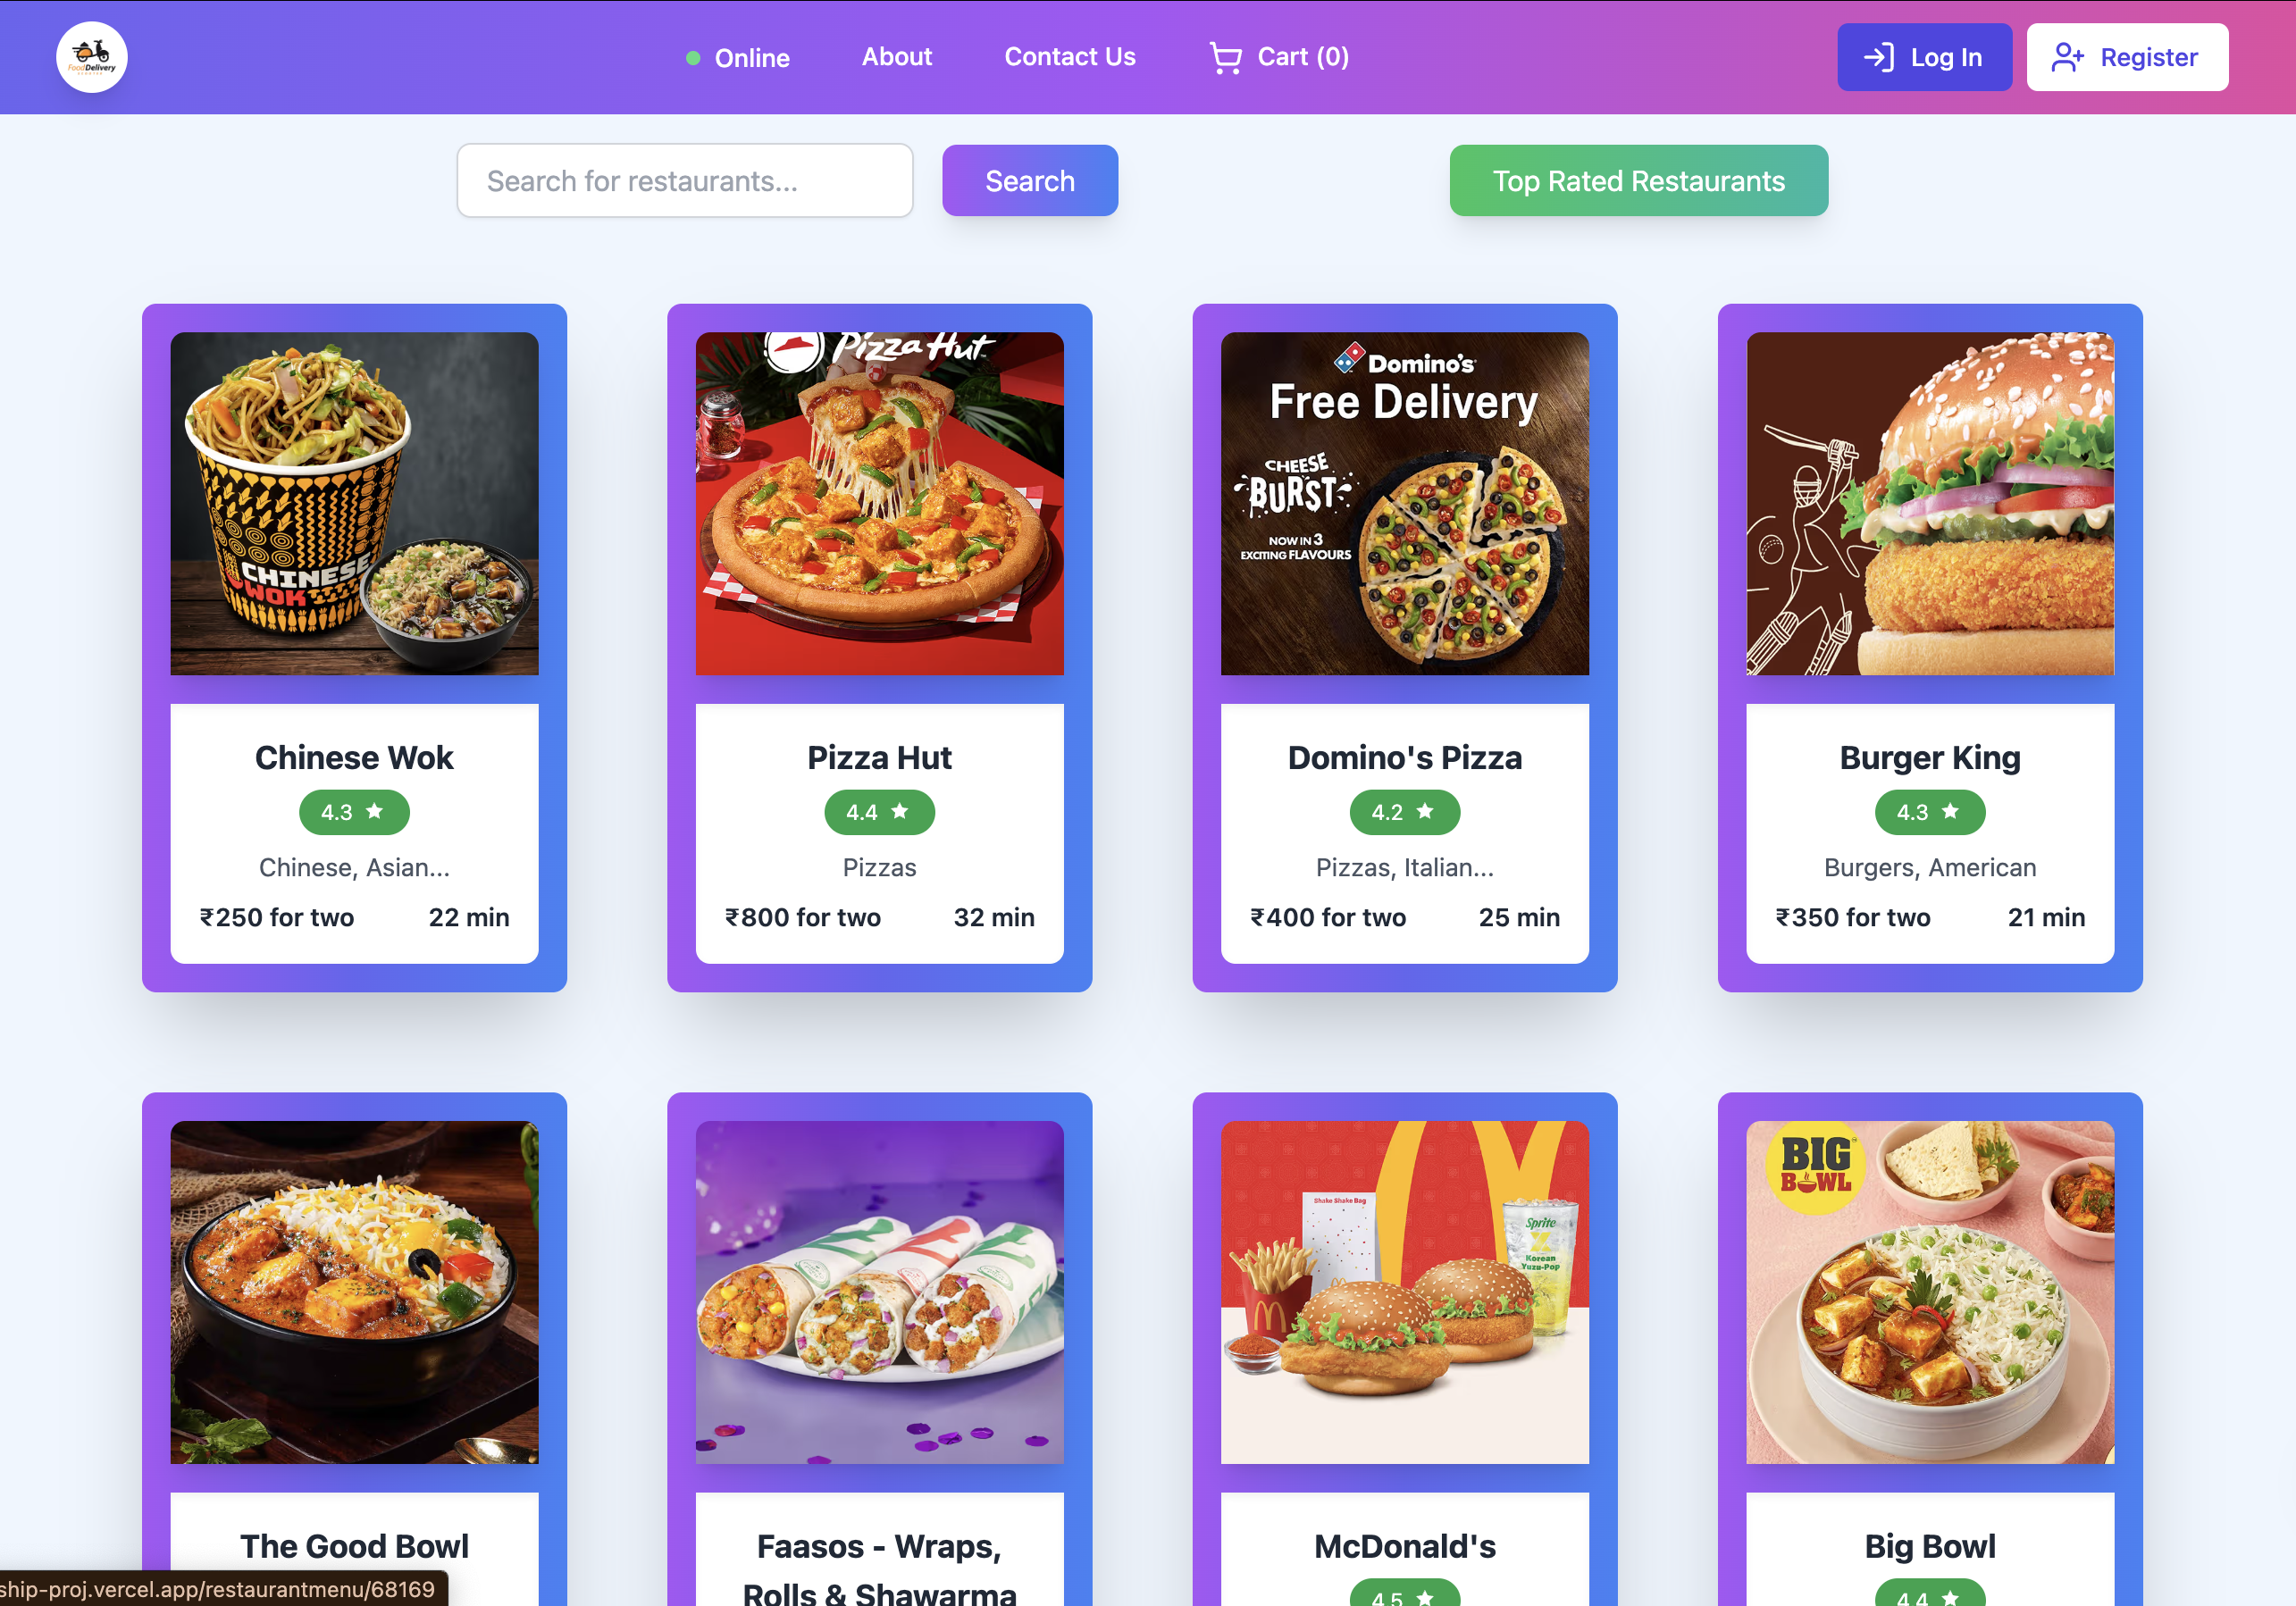 FoodDelivery
Online
About
Contact Us
Cart (0)
Log In
Register
Search for restaurants...
Search
Top Rated Restaurants
CHINESE
WOK
Pizza Hut
Domino's
Free Delivery
CHEESE
BURST
NOW IN 3
EXCITING FLAVOURS
Chinese Wok
4.3 ★
Chinese, Asian...
₹250 for two
22 min
Pizza Hut
4.4 ★
Pizzas
₹800 for two
32 min
Domino's Pizza
4.2 ★
Pizzas, Italian...
₹400 for two
25 min
Burger King
4.3 ★
Burgers, American
₹350 for two
21 min
Shake Shake Bag
Sprite
Korean
Yuzu-Pop
BIG
BOWL
The Good Bowl
Faasos - Wraps,
Rolls & Shawarma
McDonald's
4.5 ★
Big Bowl
4.4 ★
ship-proj.vercel.app/restaurantmenu/68169